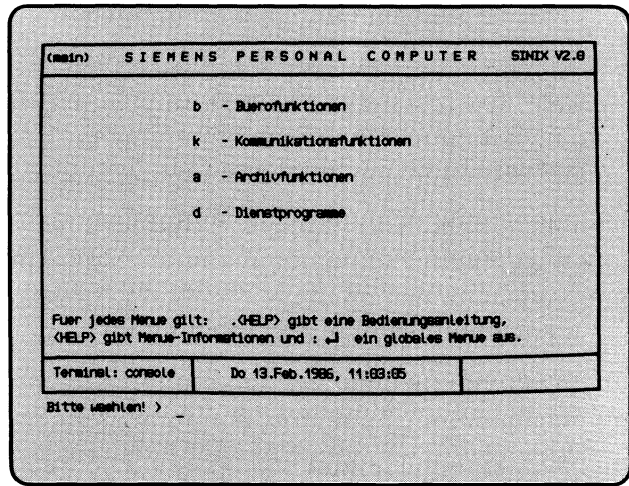 (main) SIEMENS PERSONAL COMPUTER SINIX V2.0
b - Buerofunktionen
k - Kommunikationsfunktionen
a - Archivfunktionen
d - Dienstprogramme
Fuer jedes Menue gilt: .<HELP> gibt eine Bedienungsanleitung,
<HELP> gibt Menue-Informationen und : ↵ ein globales Menue aus.
Terminal: console Do 13.Feb.1986, 11:03:05
Bitte waehlen! > _